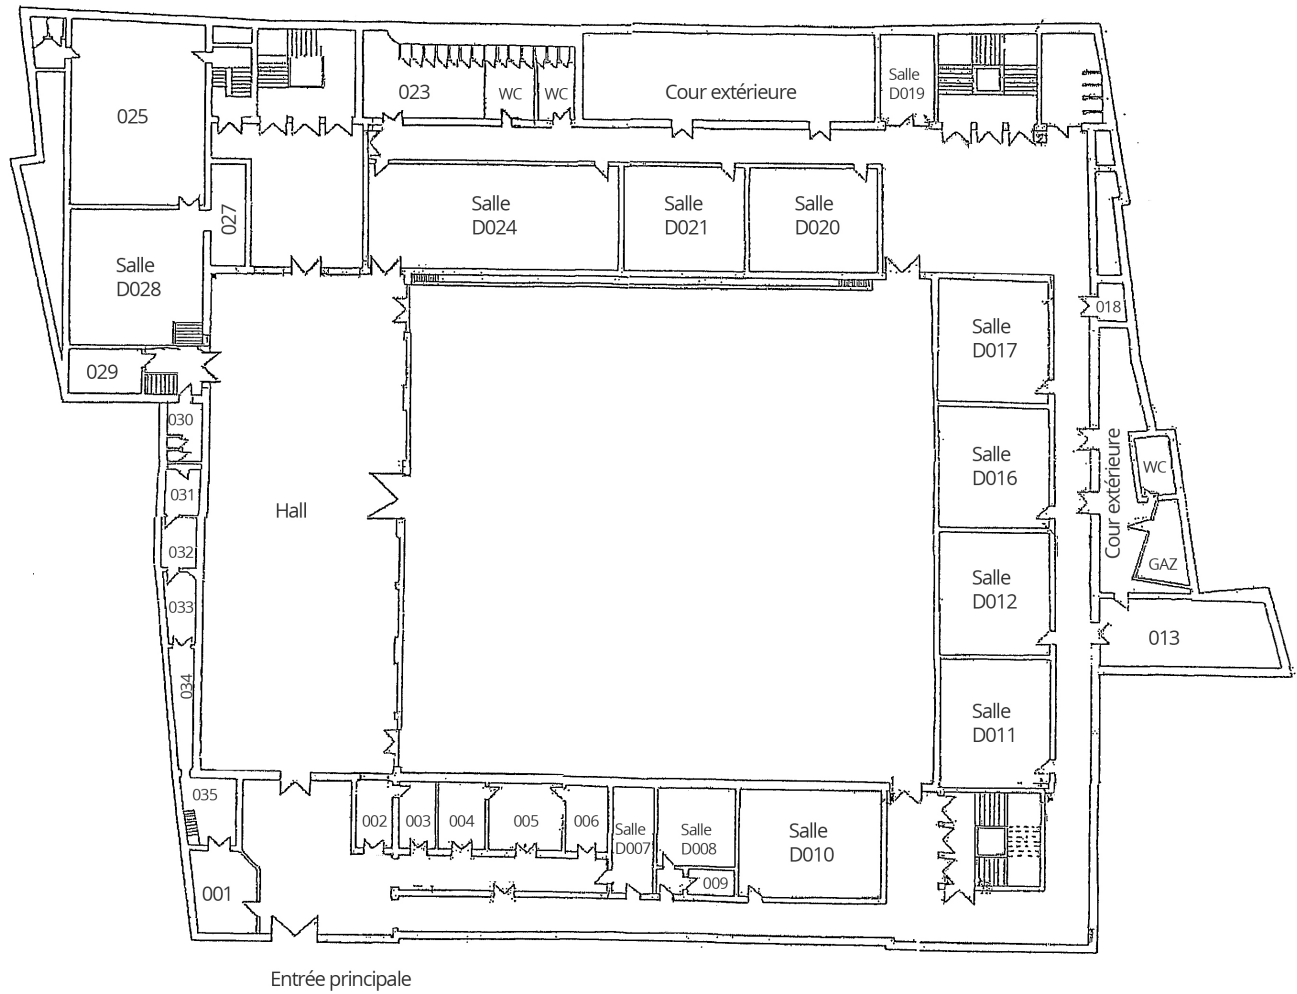 025
023
WC
WC
Cour extérieure
Salle
D019
027
Salle
D024
Salle
D021
Salle
D020
Salle
D028
018
029
Salle
D017
030
031
032
033
034
Hall
Salle
D016
Cour extérieure
WC
GAZ
Salle
D012
013
Salle
D011
035
001
002
003
004
005
006
Salle
D007
Salle
D008
009
Salle
D010
Entrée principale